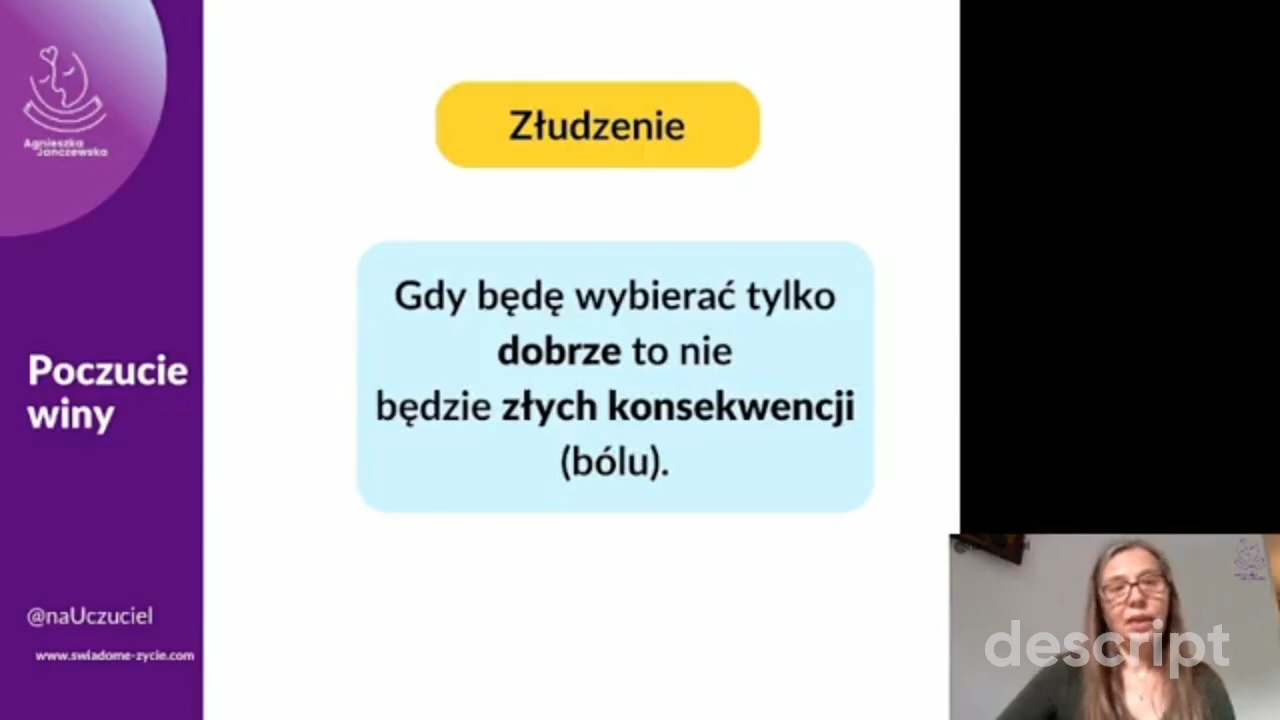 Agnieszka
Janczewska
Złudzenie
Gdy będę wybierać tylko
dobrze to nie
będzie złych konsekwencji
(bólu).
Poczucie
winy
@naUczuciel
www.swiadome-zycie.com
descript